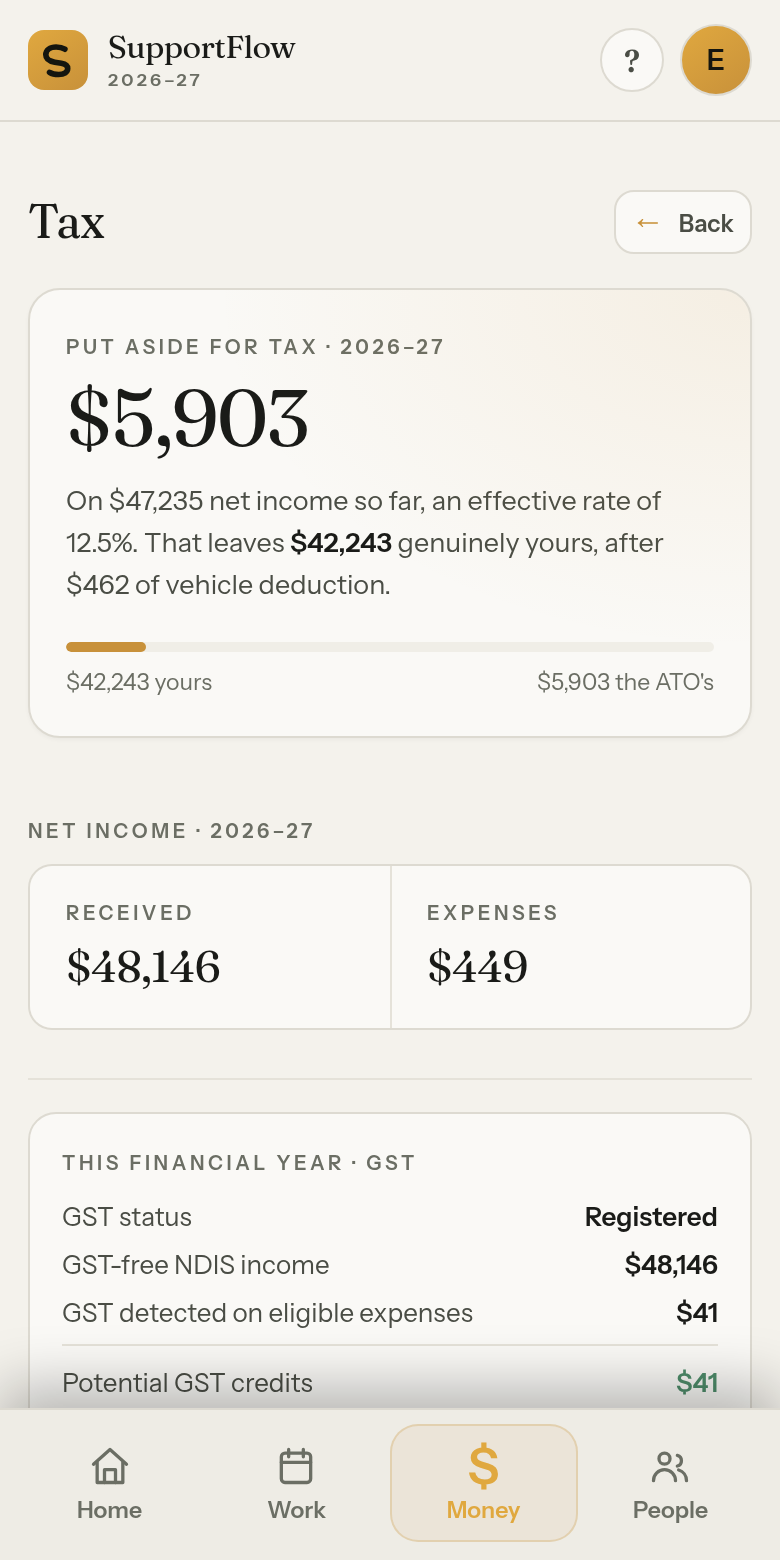 S
SupportFlow
2026–27
?
E
Tax
← Back
PUT ASIDE FOR TAX · 2026–27
$5,903
On $47,235 net income so far, an effective rate of
12.5%. That leaves $42,243 genuinely yours, after
$462 of vehicle deduction.
$42,243 yours
$5,903 the ATO's
NET INCOME · 2026–27
RECEIVED
$48,146
EXPENSES
$449
THIS FINANCIAL YEAR · GST
GST status Registered
GST-free NDIS income $48,146
GST detected on eligible expenses $41
Potential GST credits $41
Home
Work
$
Money
People